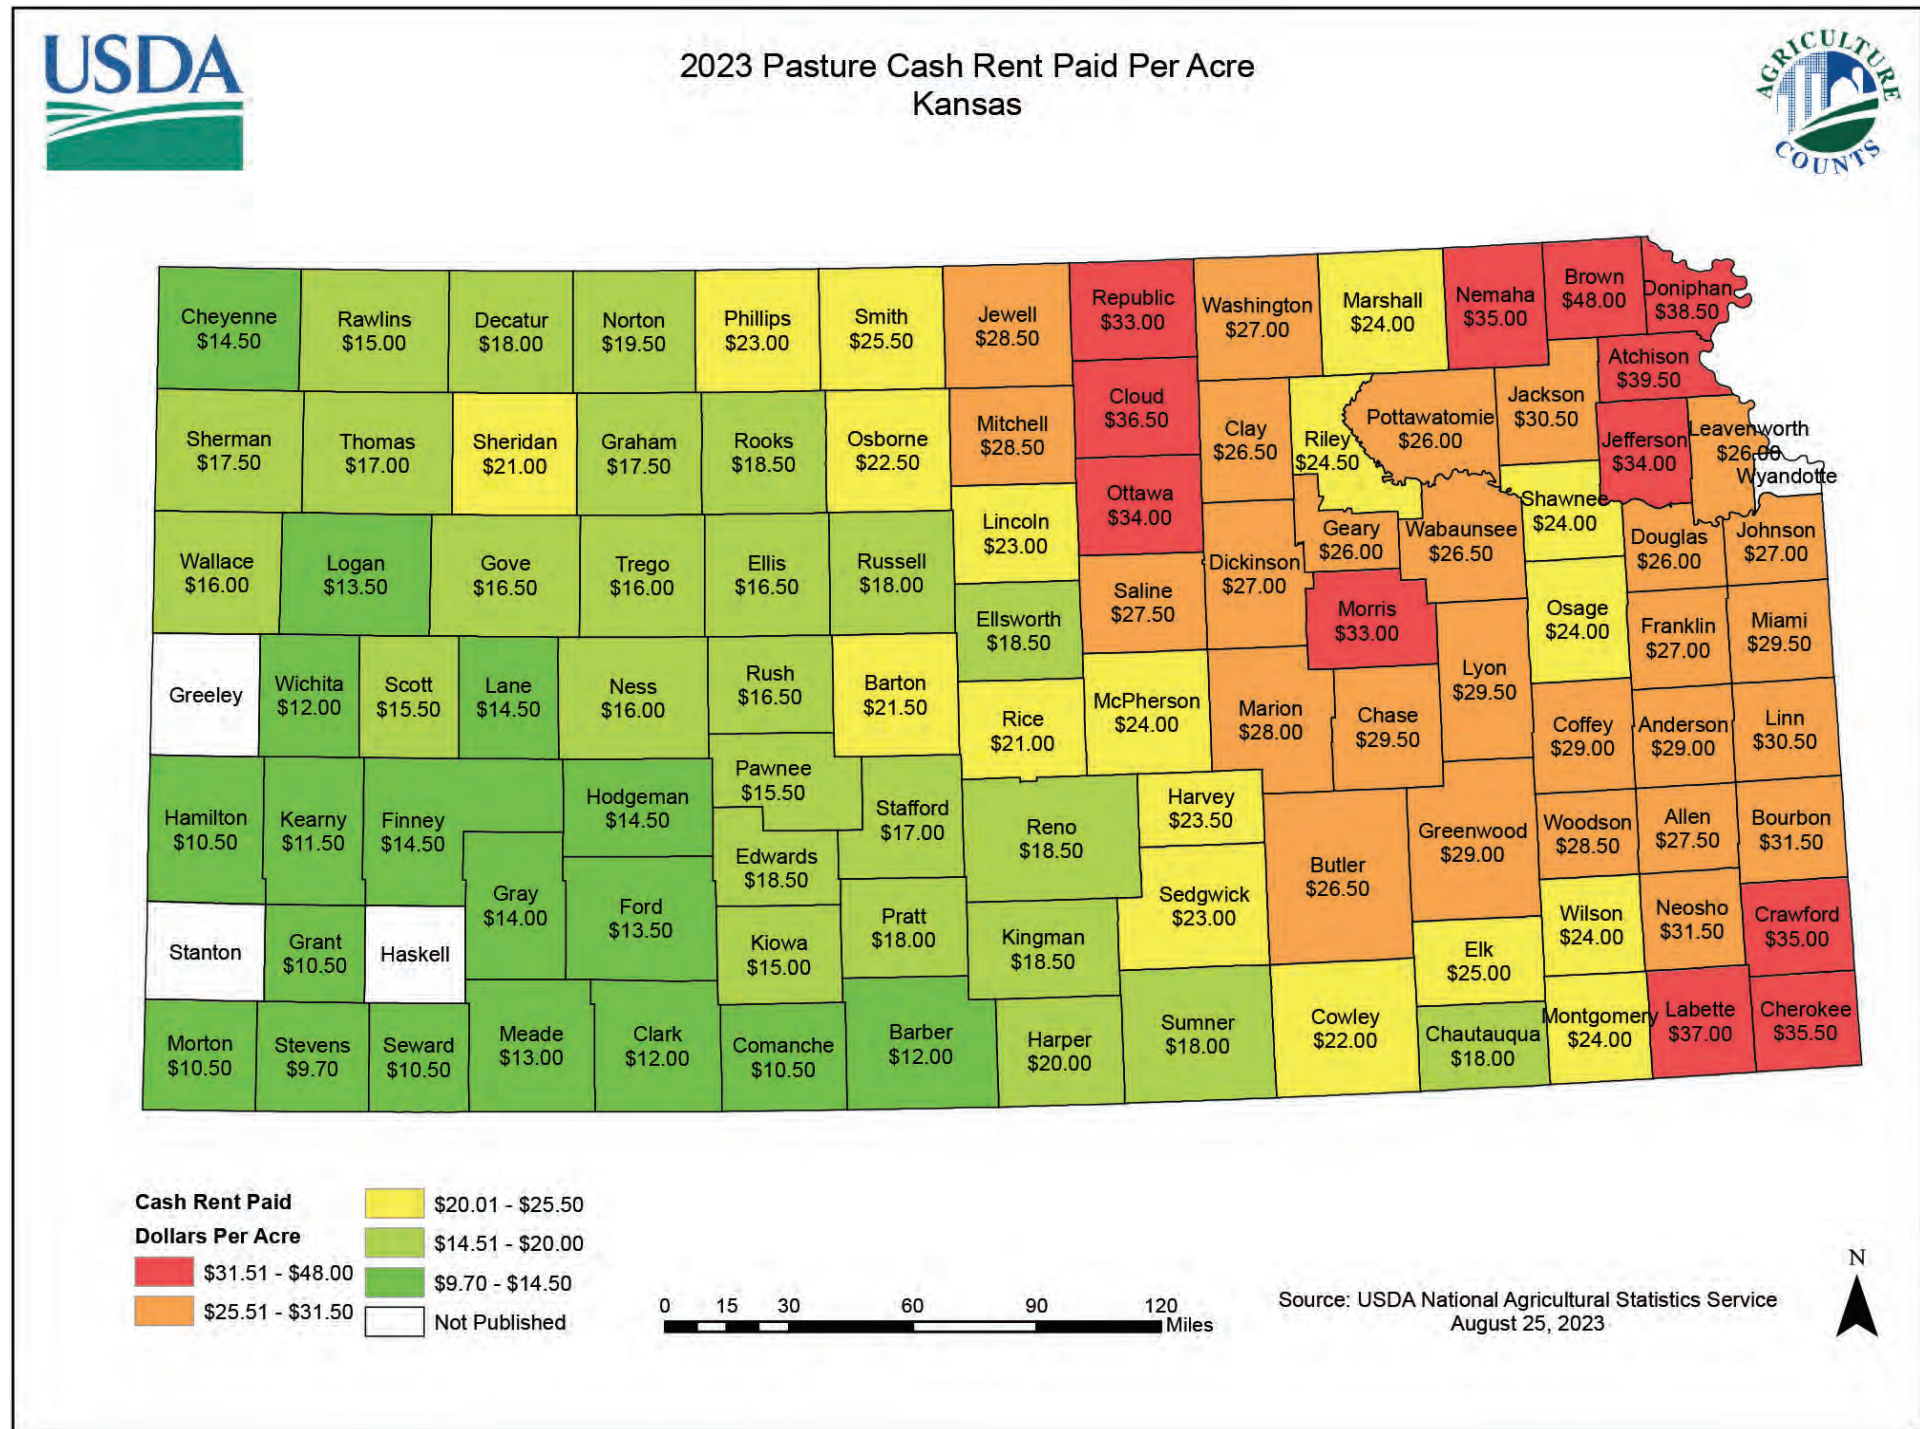 USDA
2023 Pasture Cash Rent Paid Per Acre
Kansas
AGRICULTURE
COUNTS
Cheyenne
$14.50
Rawlins
$15.00
Decatur
$18.00
Norton
$19.50
Phillips
$23.00
Smith
$25.50
Jewell
$28.50
Republic
$33.00
Washington
$27.00
Marshall
$24.00
Nemaha
$35.00
Brown
$48.00
Doniphan
$38.50
Atchison
$39.50
Sherman
$17.50
Thomas
$17.00
Sheridan
$21.00
Graham
$17.50
Rooks
$18.50
Osborne
$22.50
Mitchell
$28.50
Cloud
$36.50
Clay
$26.50
Riley
$24.50
Pottawatomie
$26.00
Jackson
$30.50
Jefferson
$34.00
Leavenworth
$26.00
Wyandotte
Ottawa
$34.00
Lincoln
$23.00
Wallace
$16.00
Logan
$13.50
Gove
$16.50
Trego
$16.00
Ellis
$16.50
Russell
$18.00
Ellsworth
$18.50
Saline
$27.50
Dickinson
$27.00
Geary
$26.00
Wabaunsee
$26.50
Shawnee
$24.00
Douglas
$26.00
Johnson
$27.00
Morris
$33.00
Osage
$24.00
Franklin
$27.00
Miami
$29.50
Greeley
Wichita
$12.00
Scott
$15.50
Lane
$14.50
Ness
$16.00
Rush
$16.50
Barton
$21.50
Rice
$21.00
McPherson
$24.00
Marion
$28.00
Chase
$29.50
Lyon
$29.50
Coffey
$29.00
Anderson
$29.00
Linn
$30.50
Hamilton
$10.50
Kearny
$11.50
Finney
$14.50
Hodgeman
$14.50
Pawnee
$15.50
Stafford
$17.00
Reno
$18.50
Harvey
$23.50
Butler
$26.50
Greenwood
$29.00
Woodson
$28.50
Allen
$27.50
Bourbon
$31.50
Gray
$14.00
Ford
$13.50
Edwards
$18.50
Kiowa
$15.00
Pratt
$18.00
Kingman
$18.50
Sedgwick
$23.00
Elk
$25.00
Wilson
$24.00
Neosho
$31.50
Crawford
$35.00
Stanton
Grant
$10.50
Haskell
Morton
$10.50
Stevens
$9.70
Seward
$10.50
Meade
$13.00
Clark
$12.00
Comanche
$10.50
Barber
$12.00
Harper
$20.00
Sumner
$18.00
Cowley
$22.00
Chautauqua
$18.00
Montgomery
$24.00
Labette
$37.00
Cherokee
$35.50
Cash Rent Paid
Dollars Per Acre
$31.51 - $48.00
$25.51 - $31.50
$20.01 - $25.50
$14.51 - $20.00
$9.70 - $14.50
Not Published
0 15 30 60 90 120
Miles
Source: USDA National Agricultural Statistics Service
August 25, 2023
N